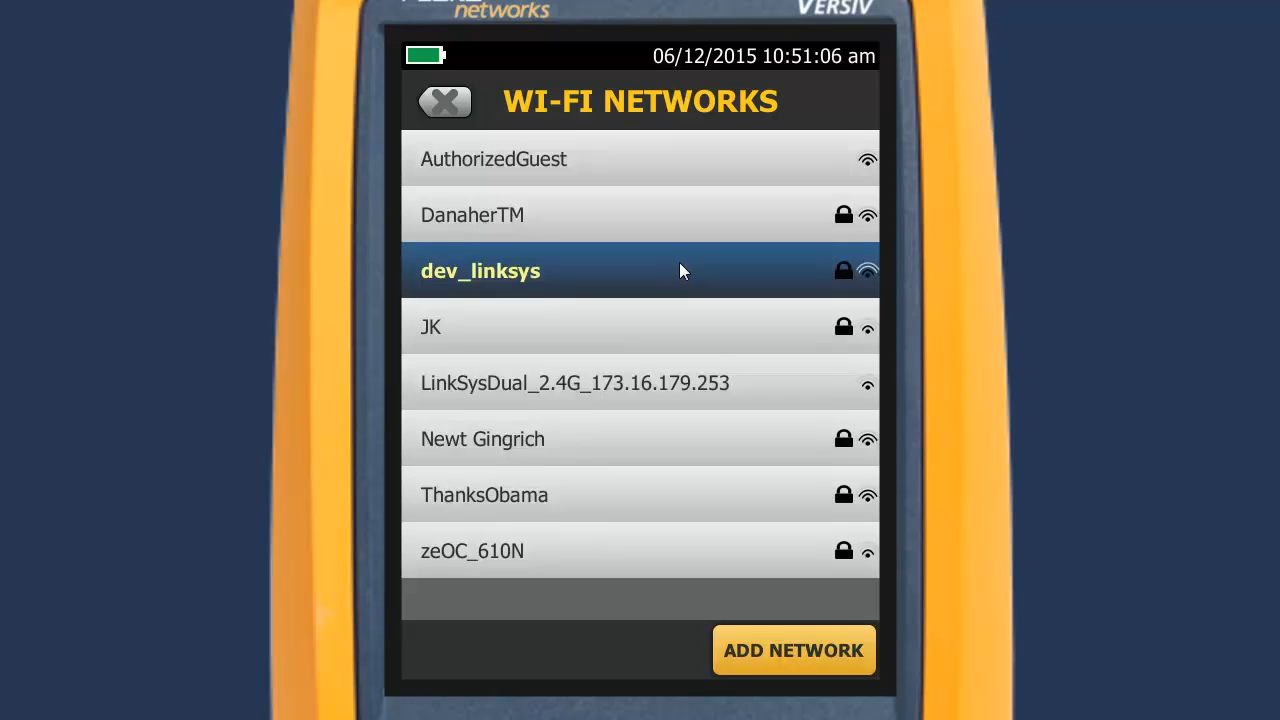 networks
VERSIV
06/12/2015 10:51:06 am
WI-FI NETWORKS
AuthorizedGuest
DanaherTM
dev_linksys
JK
LinkSysDual_2.4G_173.16.179.253
Newt Gingrich
ThanksObama
zeOC_610N
ADD NETWORK